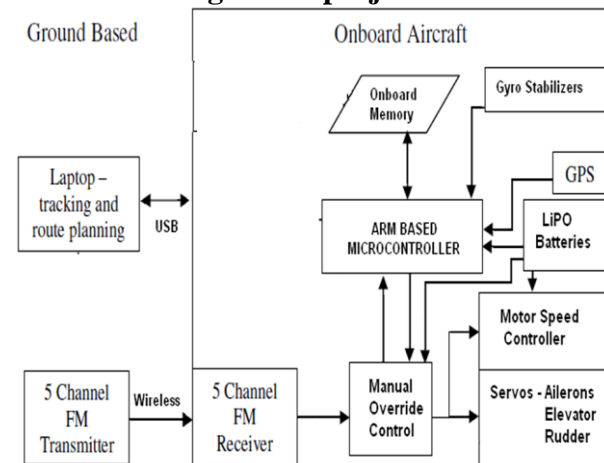 Ground Based
Onboard Aircraft
Onboard
Memory
Gyro Stabilizers
GPS
Laptop –
tracking and
route planning
USB
ARM BASED
MICROCONTROLLER
LiPO
Batteries
Motor Speed
Controller
5 Channel
FM
Transmitter
Wireless
5 Channel
FM
Receiver
Manual
Override
Control
Servos - Ailerons
Elevator
Rudder